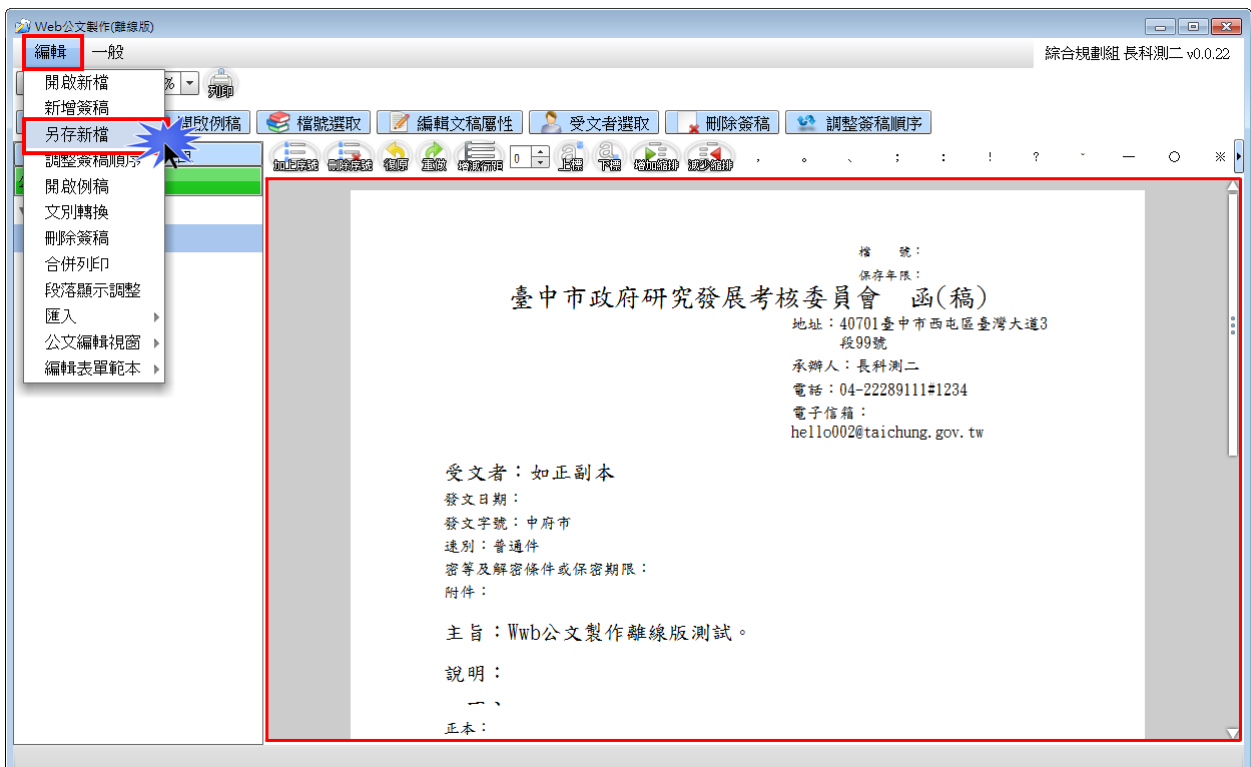 Web公文製作(離線版)
編輯 一般 綜合規劃組 長科測二 v0.0.22
% 列印
開啟例稿 檔號選取 編輯文稿屬性 受文者選取 刪除簽稿 調整簽稿順序
加上序號 刪除序號 復原 重做 編輯行距 0 上標 下標 增加縮排 減少縮排 , 。 、 ; : ! ? ˇ — ○ ※
開啟新檔
新增簽稿
另存新檔
調整簽稿順序
開啟例稿
文別轉換
刪除簽稿
合併列印
段落顯示調整
匯入
公文編輯視窗
編輯表單範本
檔 號:
保存年限:
臺中市政府研究發展考核委員會 函(稿)
地址:40701臺中市西屯區臺灣大道3
段99號
承辦人:長科測二
電話:04-22289111#1234
電子信箱:
hello002@taichung.gov.tw
受文者:如正副本
發文日期:
發文字號:中府市
速別:普通件
密等及解密條件或保密期限:
附件:
主旨:Wwb公文製作離線版測試。
說明:
正本: